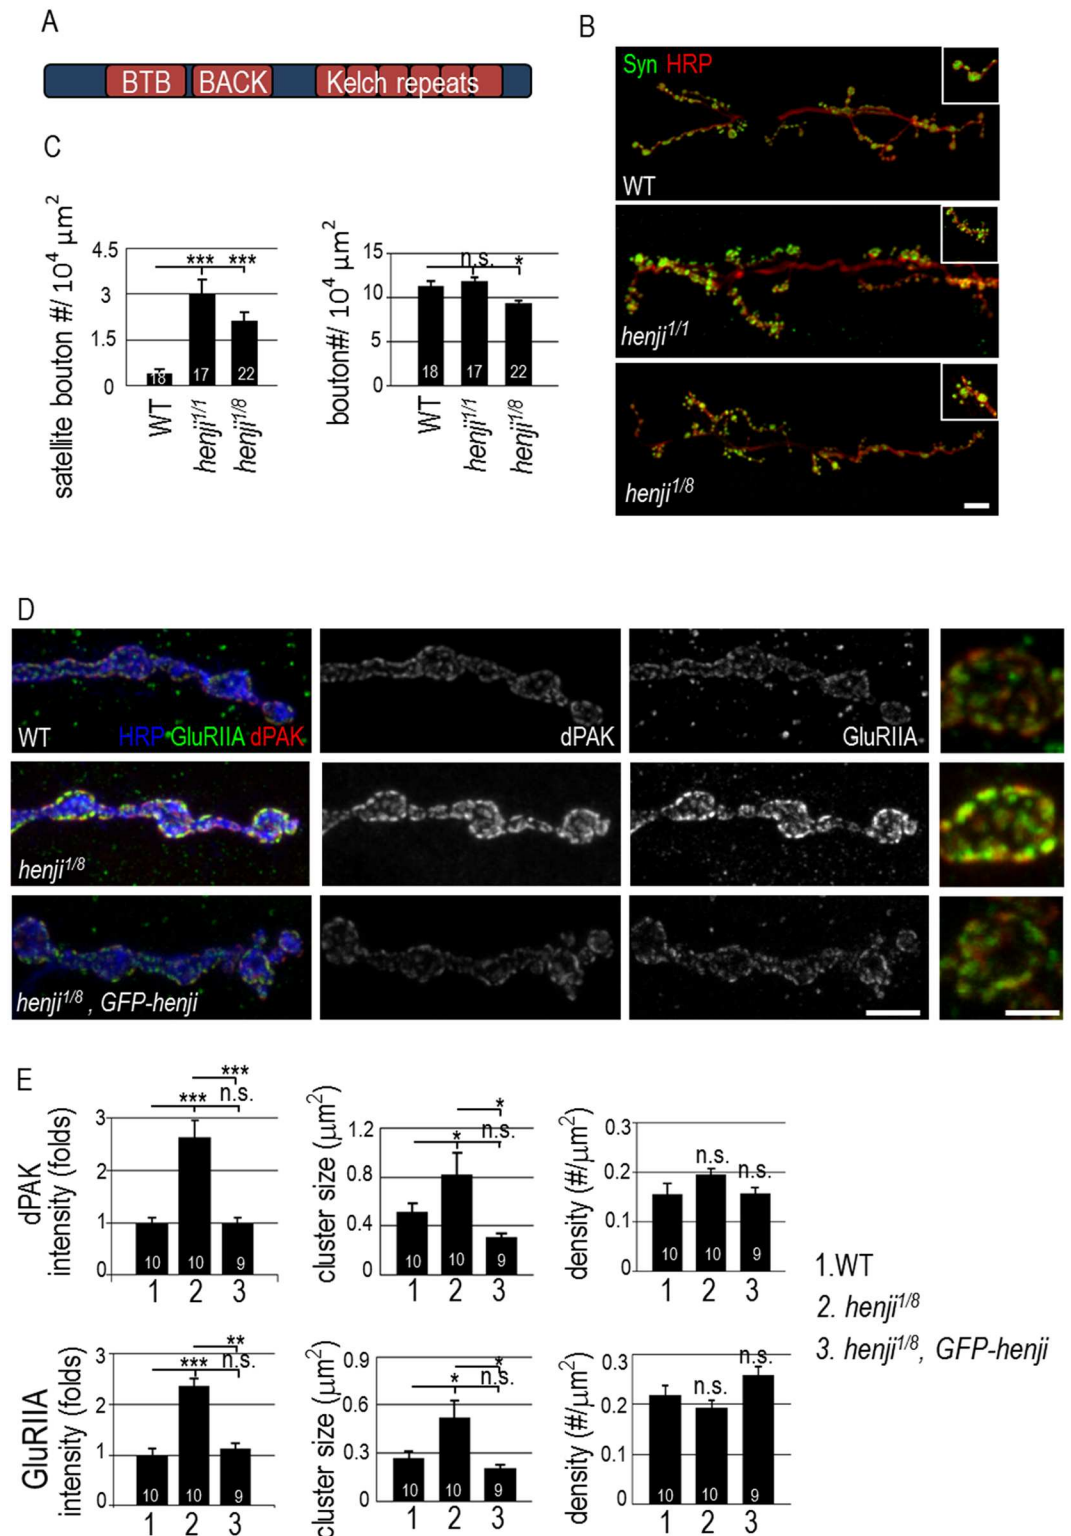 A
BTB BACK Kelch repeats
B
Syn HRP
WT
henji1/1
henji1/8
C
satellite bouton #/ 10⁴ μm²
4.5
3
1.5
0
*** ***
18 17 22
WT henji1/1 henji1/8
bouton#/ 10⁴ μm²
15
10
5
0
n.s. *
18 17 22
WT henji1/1 henji1/8
D
WT HRP GluRIIA dPAK
dPAK
GluRIIA
henji1/8
henji1/8 , GFP-henji
E
dPAK
intensity (folds)
3
2
1
0
***
*** n.s.
10 10 9
1 2 3
cluster size (μm²)
1.2
0.8
0.4
0
*
* n.s.
10 10 9
1 2 3
density (#/μm²)
0.3
0.2
0.1
0
n.s. n.s.
10 10 9
1 2 3
1.WT
2. henji1/8
3. henji1/8, GFP-henji
GluRIIA
intensity (folds)
3
2
1
0
**
*** n.s.
10 10 9
1 2 3
cluster size (μm²)
0.9
0.6
0.3
0
*
* n.s.
10 10 9
1 2 3
density (#/μm²)
0.3
0.2
0.1
0
n.s. n.s.
10 10 9
1 2 3